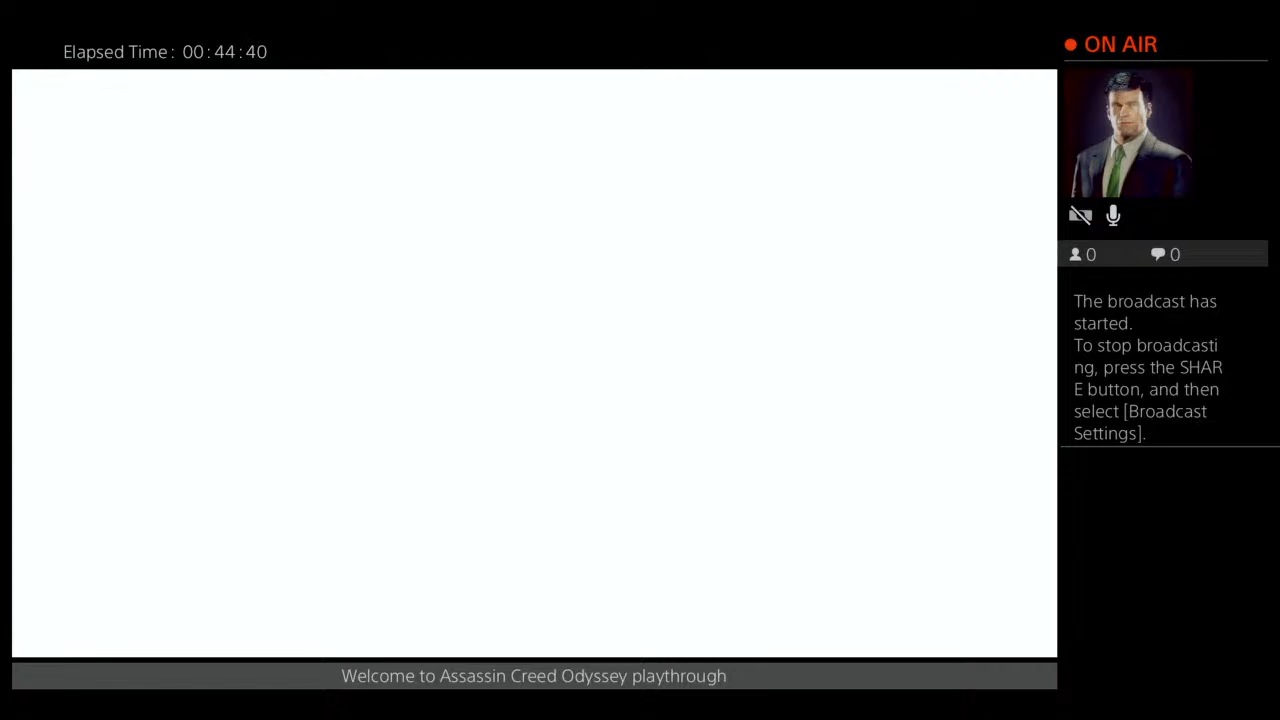 Elapsed Time: 00:44:40
ON AIR
0 0
The broadcast has
started.
To stop broadcasti
ng, press the SHAR
E button, and then
select [Broadcast
Settings].
Welcome to Assassin Creed Odyssey playthrough